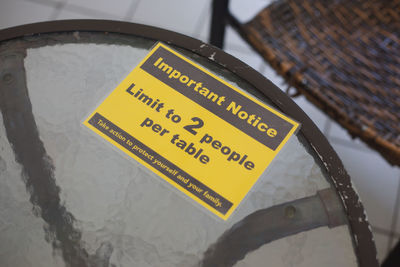 Important Notice
Limit to 2 people
per table
Take action to protect yourself and your family.